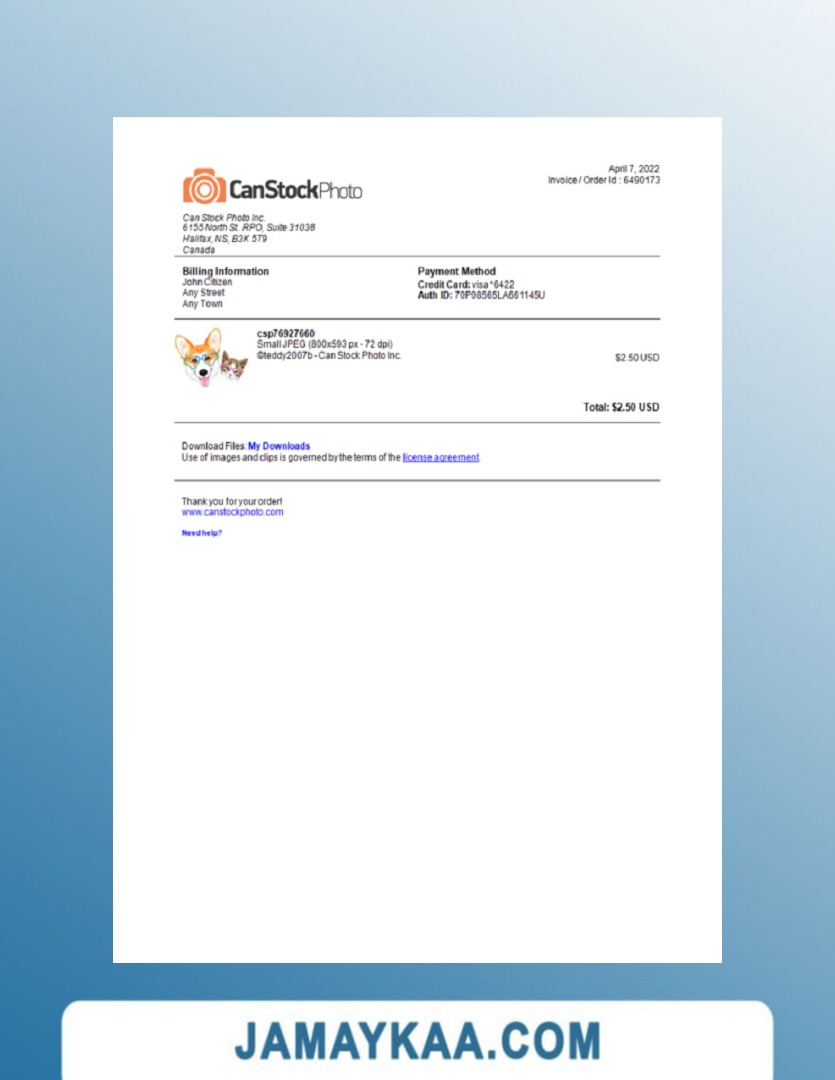 April 7, 2022
Invoice / Order Id : 6490173
CanStockPhoto
Can Stock Photo Inc.
6155 North St. RPO, Suite 31038
Halifax, NS, B3K 5T9
Canada
Billing Information
John Citizen
Any Street
Any Town
Payment Method
Credit Card: visa *6422
Auth ID: 70P08565LA661145U
csp76927660
Small JPEG (800x593 px - 72 dpi)
©teddy2007b - Can Stock Photo Inc.
$2.50 USD
Total: $2.50 USD
Download Files: My Downloads
Use of images and clips is governed by the terms of the license agreement.
Thank you for your order!
www.canstockphoto.com
Need help?
JAMAYKAA.COM